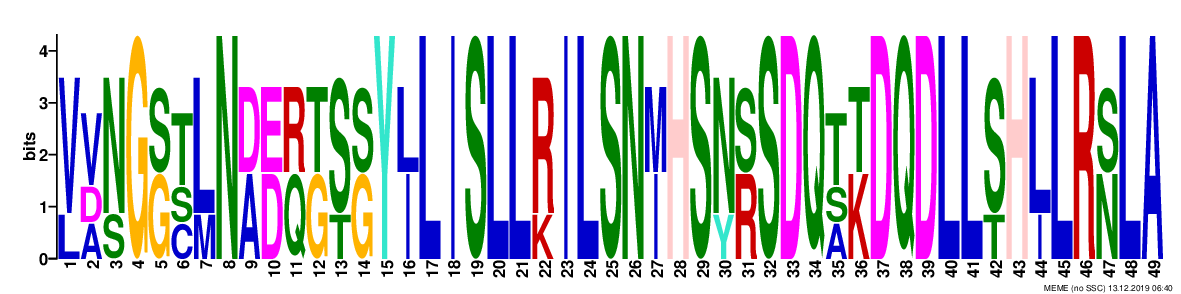 bits
4
3
2
1
0
VVNGSTLNDERTSSYLLISLLRILSNMHSNSSDQTTDQDLLSHLLRSLA
LDSGSMADQGTGIKIYRSKTIN
ACA
1 2 3 4 5 6 7 8 9 10 11 12 13 14 15 16 17 18 19 20 21 22 23 24 25 26 27 28 29 30 31 32 33 34 35 36 37 38 39 40 41 42 43 44 45 46 47 48 49
MEME (no SSC) 13.12.2019 06:40